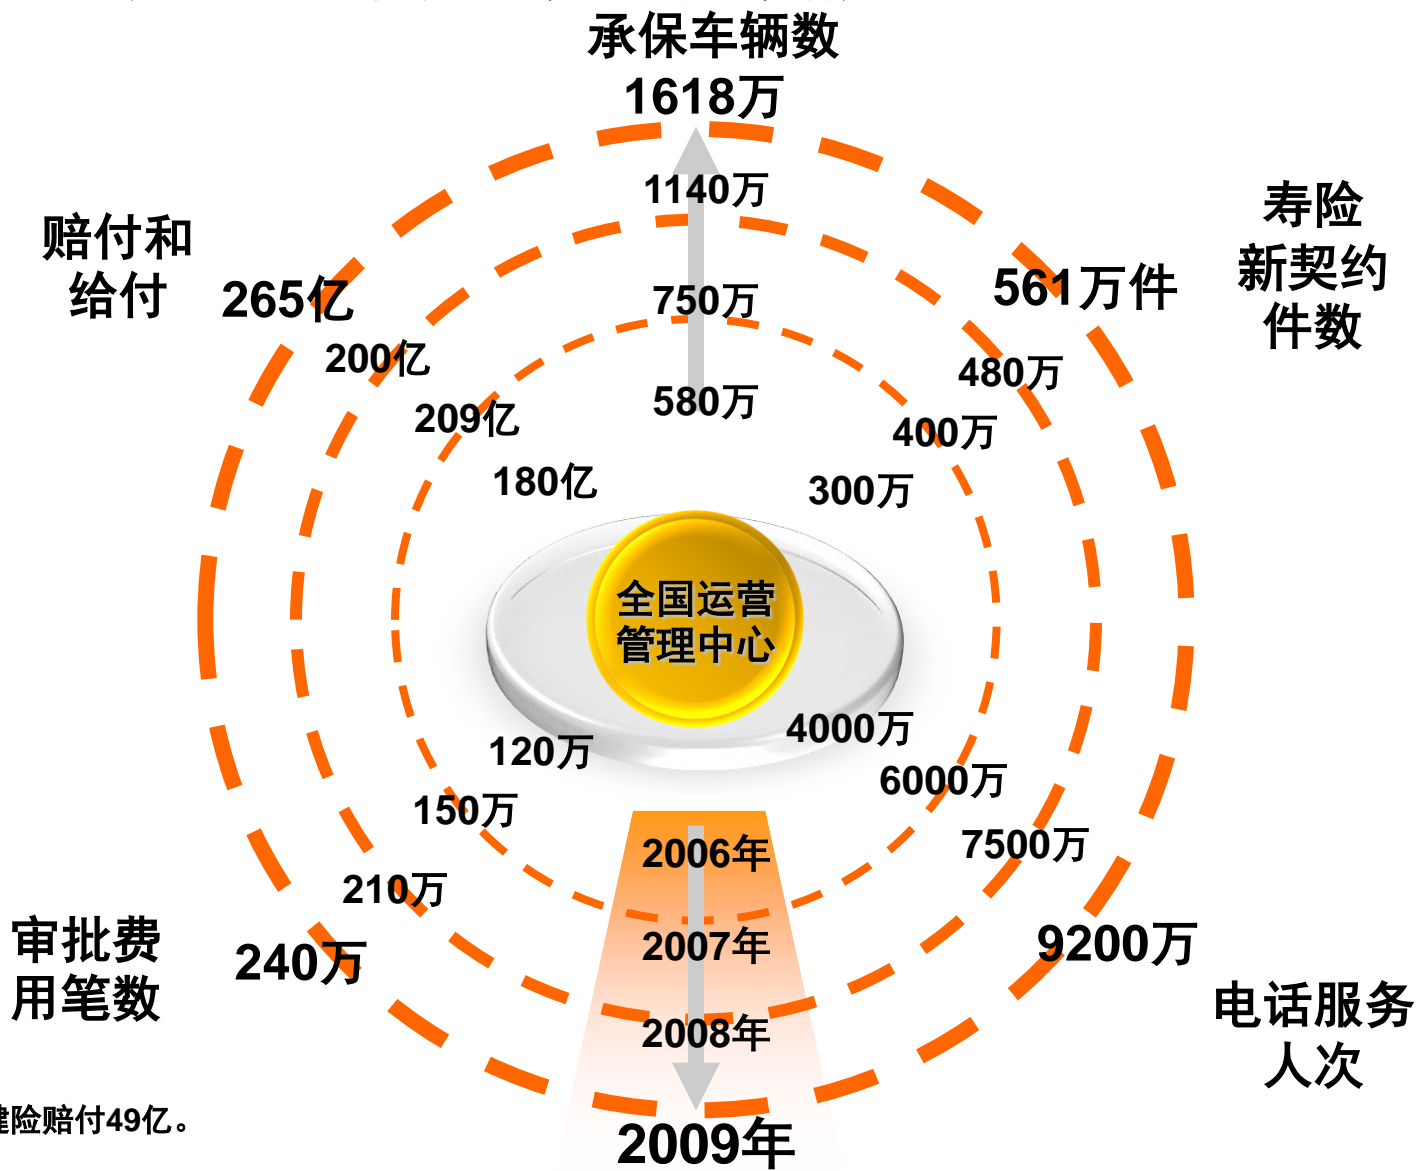 承保车辆数
1618万
1140万
750万
580万
赔付和
给付
265亿
200亿
209亿
180亿
寿险
新契约
件数
561万件
480万
400万
300万
全国运营
管理中心
120万
150万
210万
240万
审批费
用笔数
4000万
6000万
7500万
9200万
电话服务
人次
2006年
2007年
2008年
2009年
险赔付49亿。